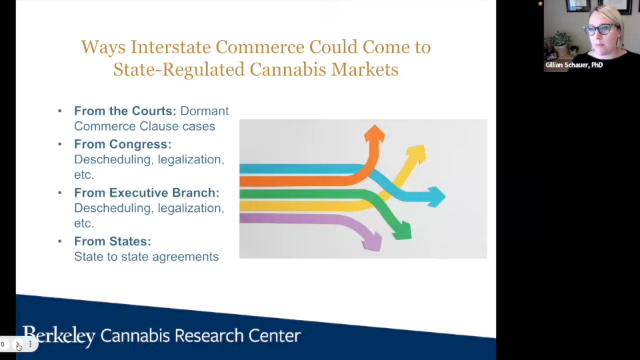 Ways Interstate Commerce Could Come to
State-Regulated Cannabis Markets
• From the Courts: Dormant
Commerce Clause cases
• From Congress:
Descheduling, legalization,
etc.
• From Executive Branch:
Descheduling, legalization,
etc.
• From States:
State to state agreements
Berkeley Cannabis Research Center
Gillian Schauer, PhD
0